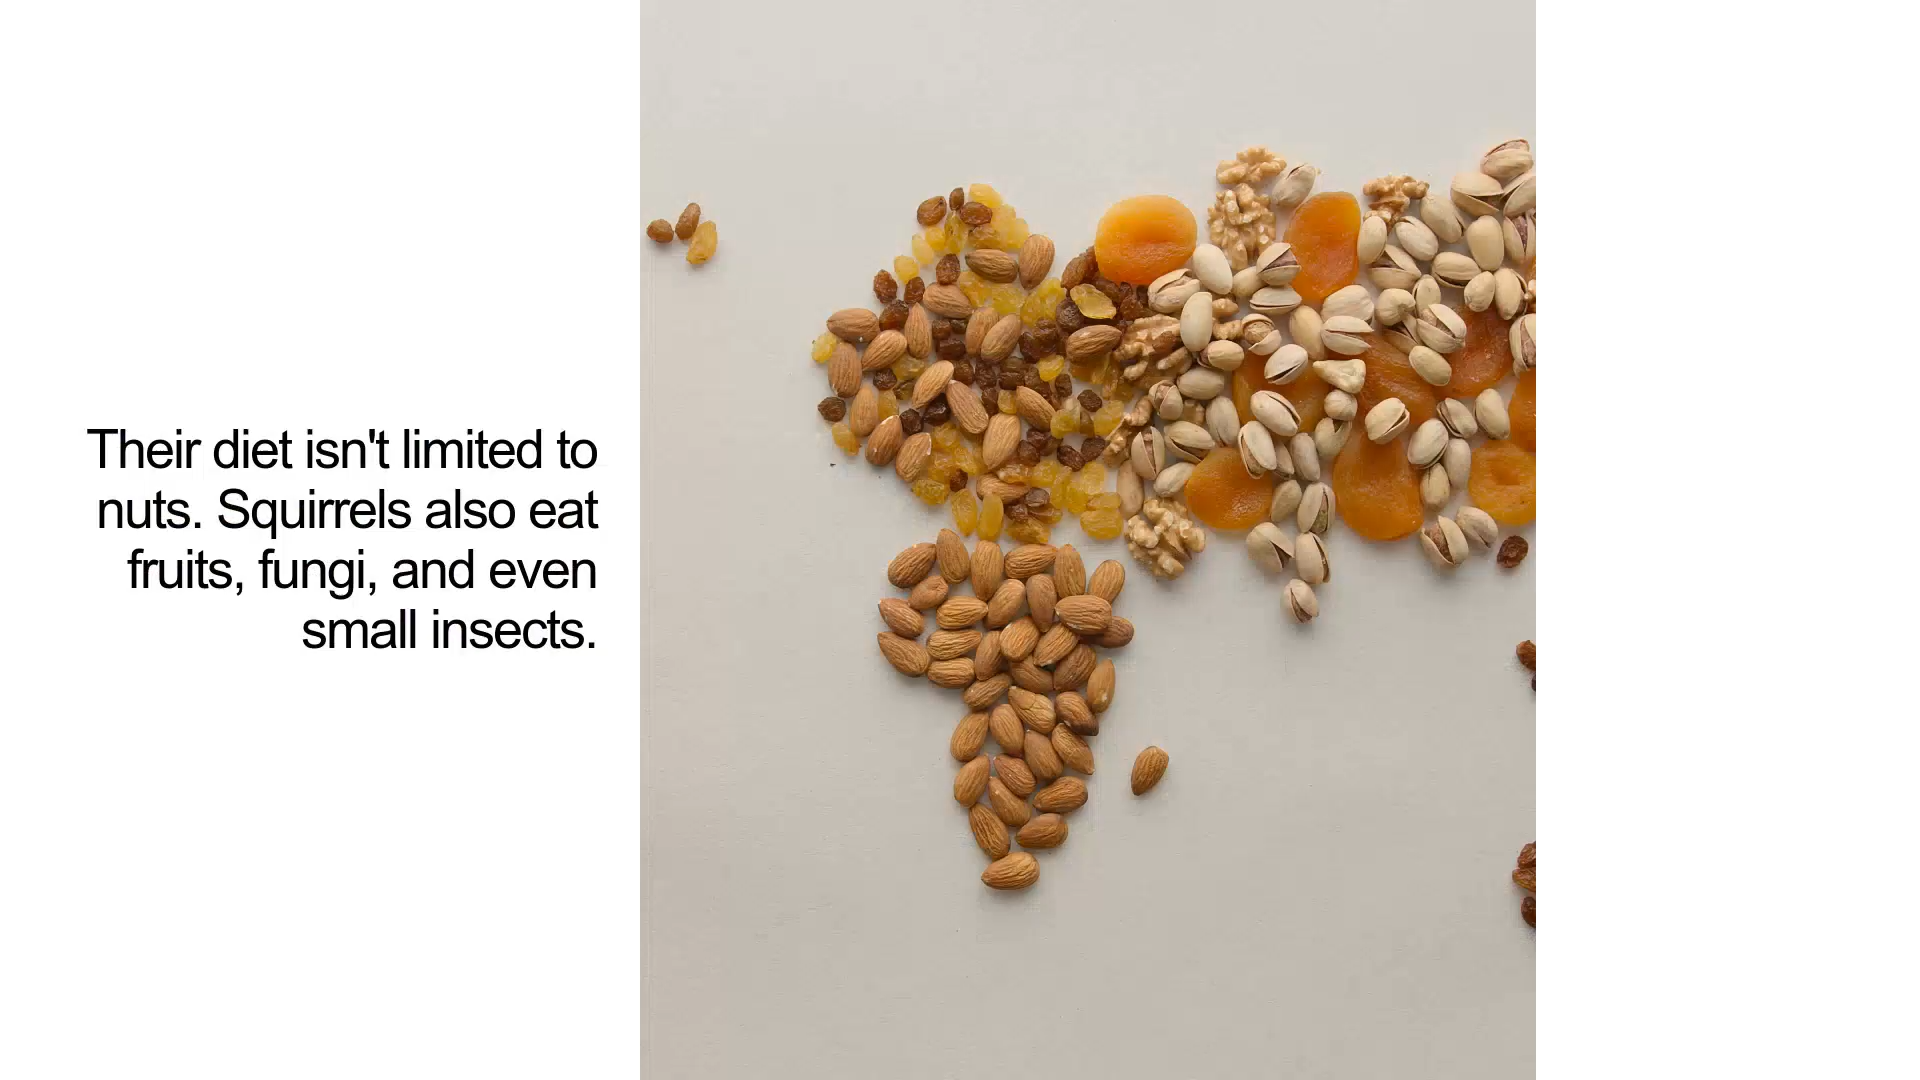 Their diet isn't limited to
nuts. Squirrels also eat
fruits, fungi, and even
small insects.